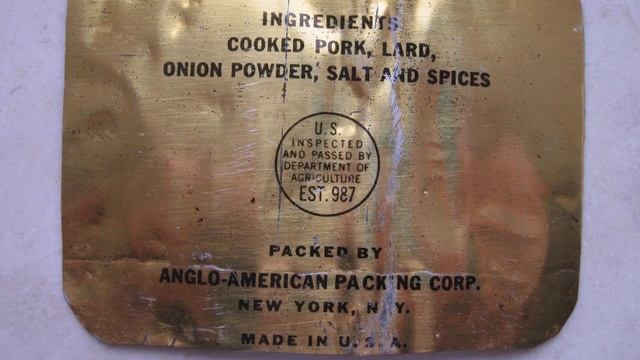 INGREDIENTS
COOKED PORK, LARD,
ONION POWDER, SALT AND SPICES
U.S.
INSPECTED
AND PASSED BY
DEPARTMENT OF
AGRICULTURE
EST. 987
PACKED BY
ANGLO-AMERICAN PACKING CORP.
NEW YORK, N.Y.
MADE IN U.S.A.